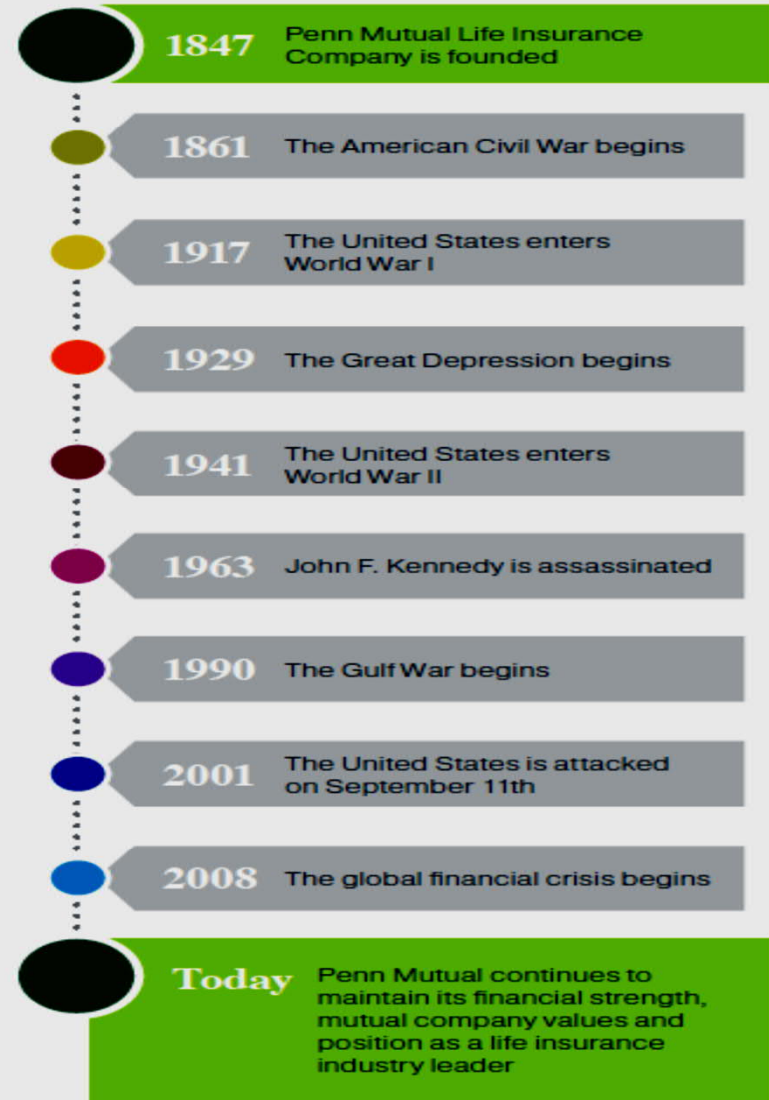 1847
Penn Mutual Life Insurance
Company is founded
1861
The American Civil War begins
1917
The United States enters
World War I
1929
The Great Depression begins
1941
The United States enters
World War II
1963
John F. Kennedy is assassinated
1990
The Gulf War begins
2001
The United States is attacked
on September 11th
2008
The global financial crisis begins
Today
Penn Mutual continues to
maintain its financial strength,
mutual company values and
position as a life insurance
industry leader